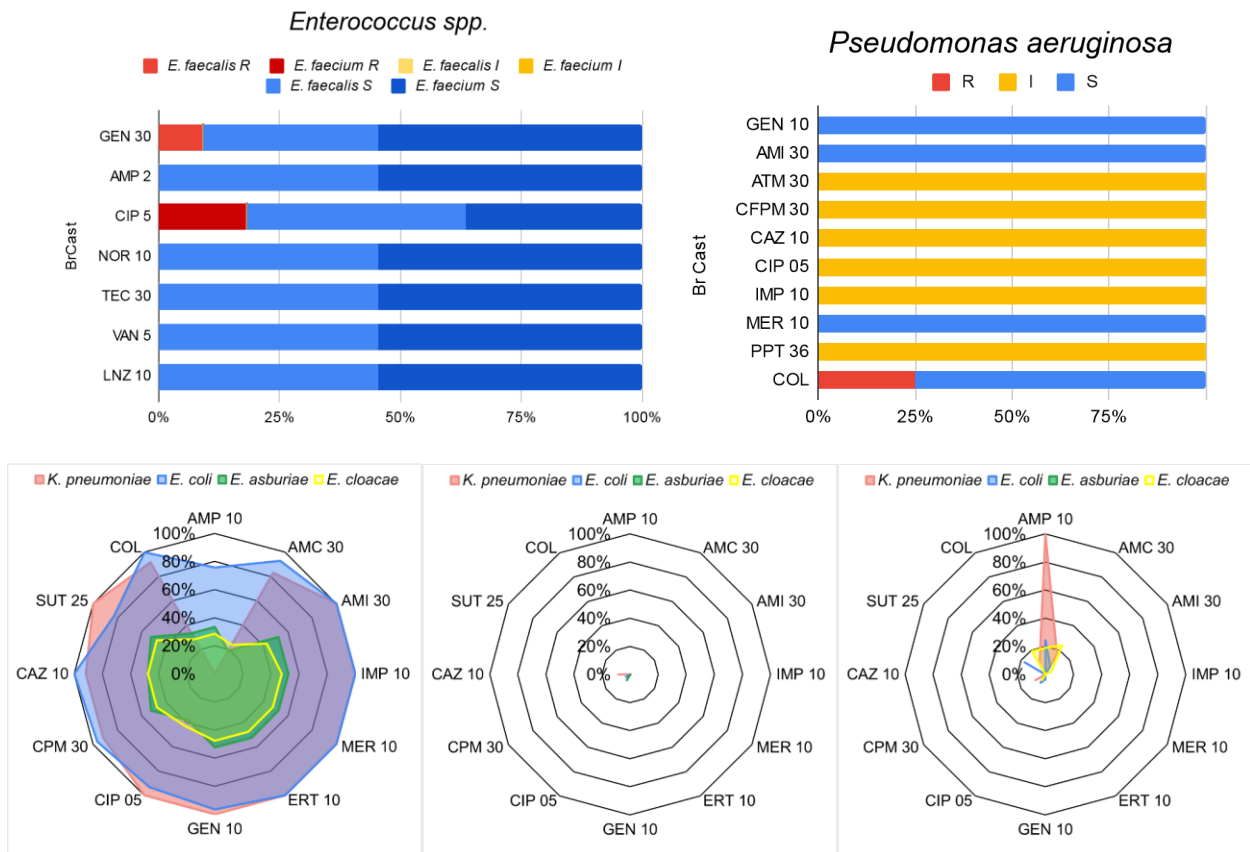 Enterococcus spp.
E. faecalis R E. faecium R E. faecalis I E. faecium I
E. faecalis S E. faecium S
BrCast
GEN 30
AMP 2
CIP 5
NOR 10
TEC 30
VAN 5
LNZ 10
0% 25% 50% 75% 100%
Pseudomonas aeruginosa
R I S
Br Cast
GEN 10
AMI 30
ATM 30
CFPM 30
CAZ 10
CIP 05
IMP 10
MER 10
PPT 36
COL
0% 25% 50% 75%
K. pneumoniae E. coli E. asburiae E. cloacae
AMP 10
100%
COL 80% AMC 30
60%
SUT 25 40% AMI 30
20%
CAZ 10 0% IMP 10
CPM 30 MER 10
CIP 05 ERT 10
GEN 10
K. pneumoniae E. coli E. asburiae E. cloacae
AMP 10
100%
COL 80% AMC 30
60%
SUT 25 40% AMI 30
20%
CAZ 10 0% IMP 10
CPM 30 MER 10
CIP 05 ERT 10
GEN 10
K. pneumoniae E. coli E. asburiae E. cloacae
AMP 10
100%
COL 80% AMC 30
60%
SUT 25 40% AMI 30
20%
CAZ 10 0% IMP 10
CPM 30 MER 10
CIP 05 ERT 10
GEN 10